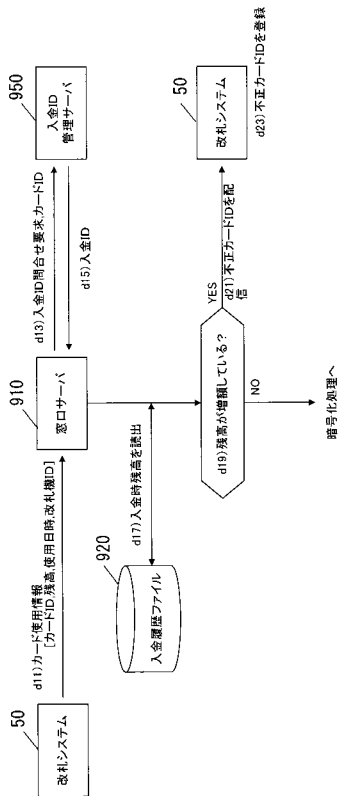 50
改札システム
d11)カード使用情報
[カードID,残高,使用日時,改札機ID]
910
窓口サーバ
d13)入金ID問合せ要求,カードID
d15)入金ID
950
入金ID
管理サーバ
920
入金履歴ファイル
d17)入金時残高を読出
d19)残高が増額している?
YES
d21)不正カードIDを配
信
NO
暗号化処理へ
50
改札システム
d23)不正カードIDを登録